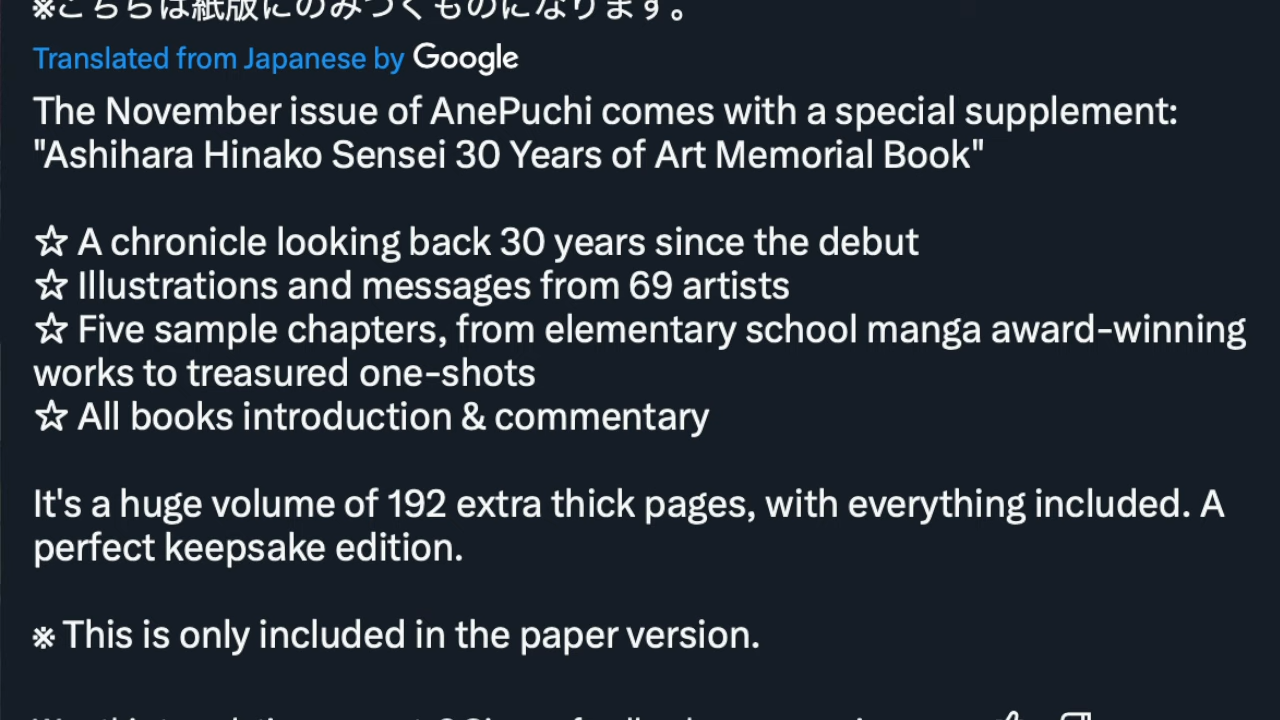 ※こちらは紙版にのみつくものになります。
Translated from Japanese by Google
The November issue of AnePuchi comes with a special supplement:
"Ashihara Hinako Sensei 30 Years of Art Memorial Book"
☆ A chronicle looking back 30 years since the debut
☆ Illustrations and messages from 69 artists
☆ Five sample chapters, from elementary school manga award-winning
works to treasured one-shots
☆ All books introduction & commentary
It's a huge volume of 192 extra thick pages, with everything included. A
perfect keepsake edition.
※ This is only included in the paper version.